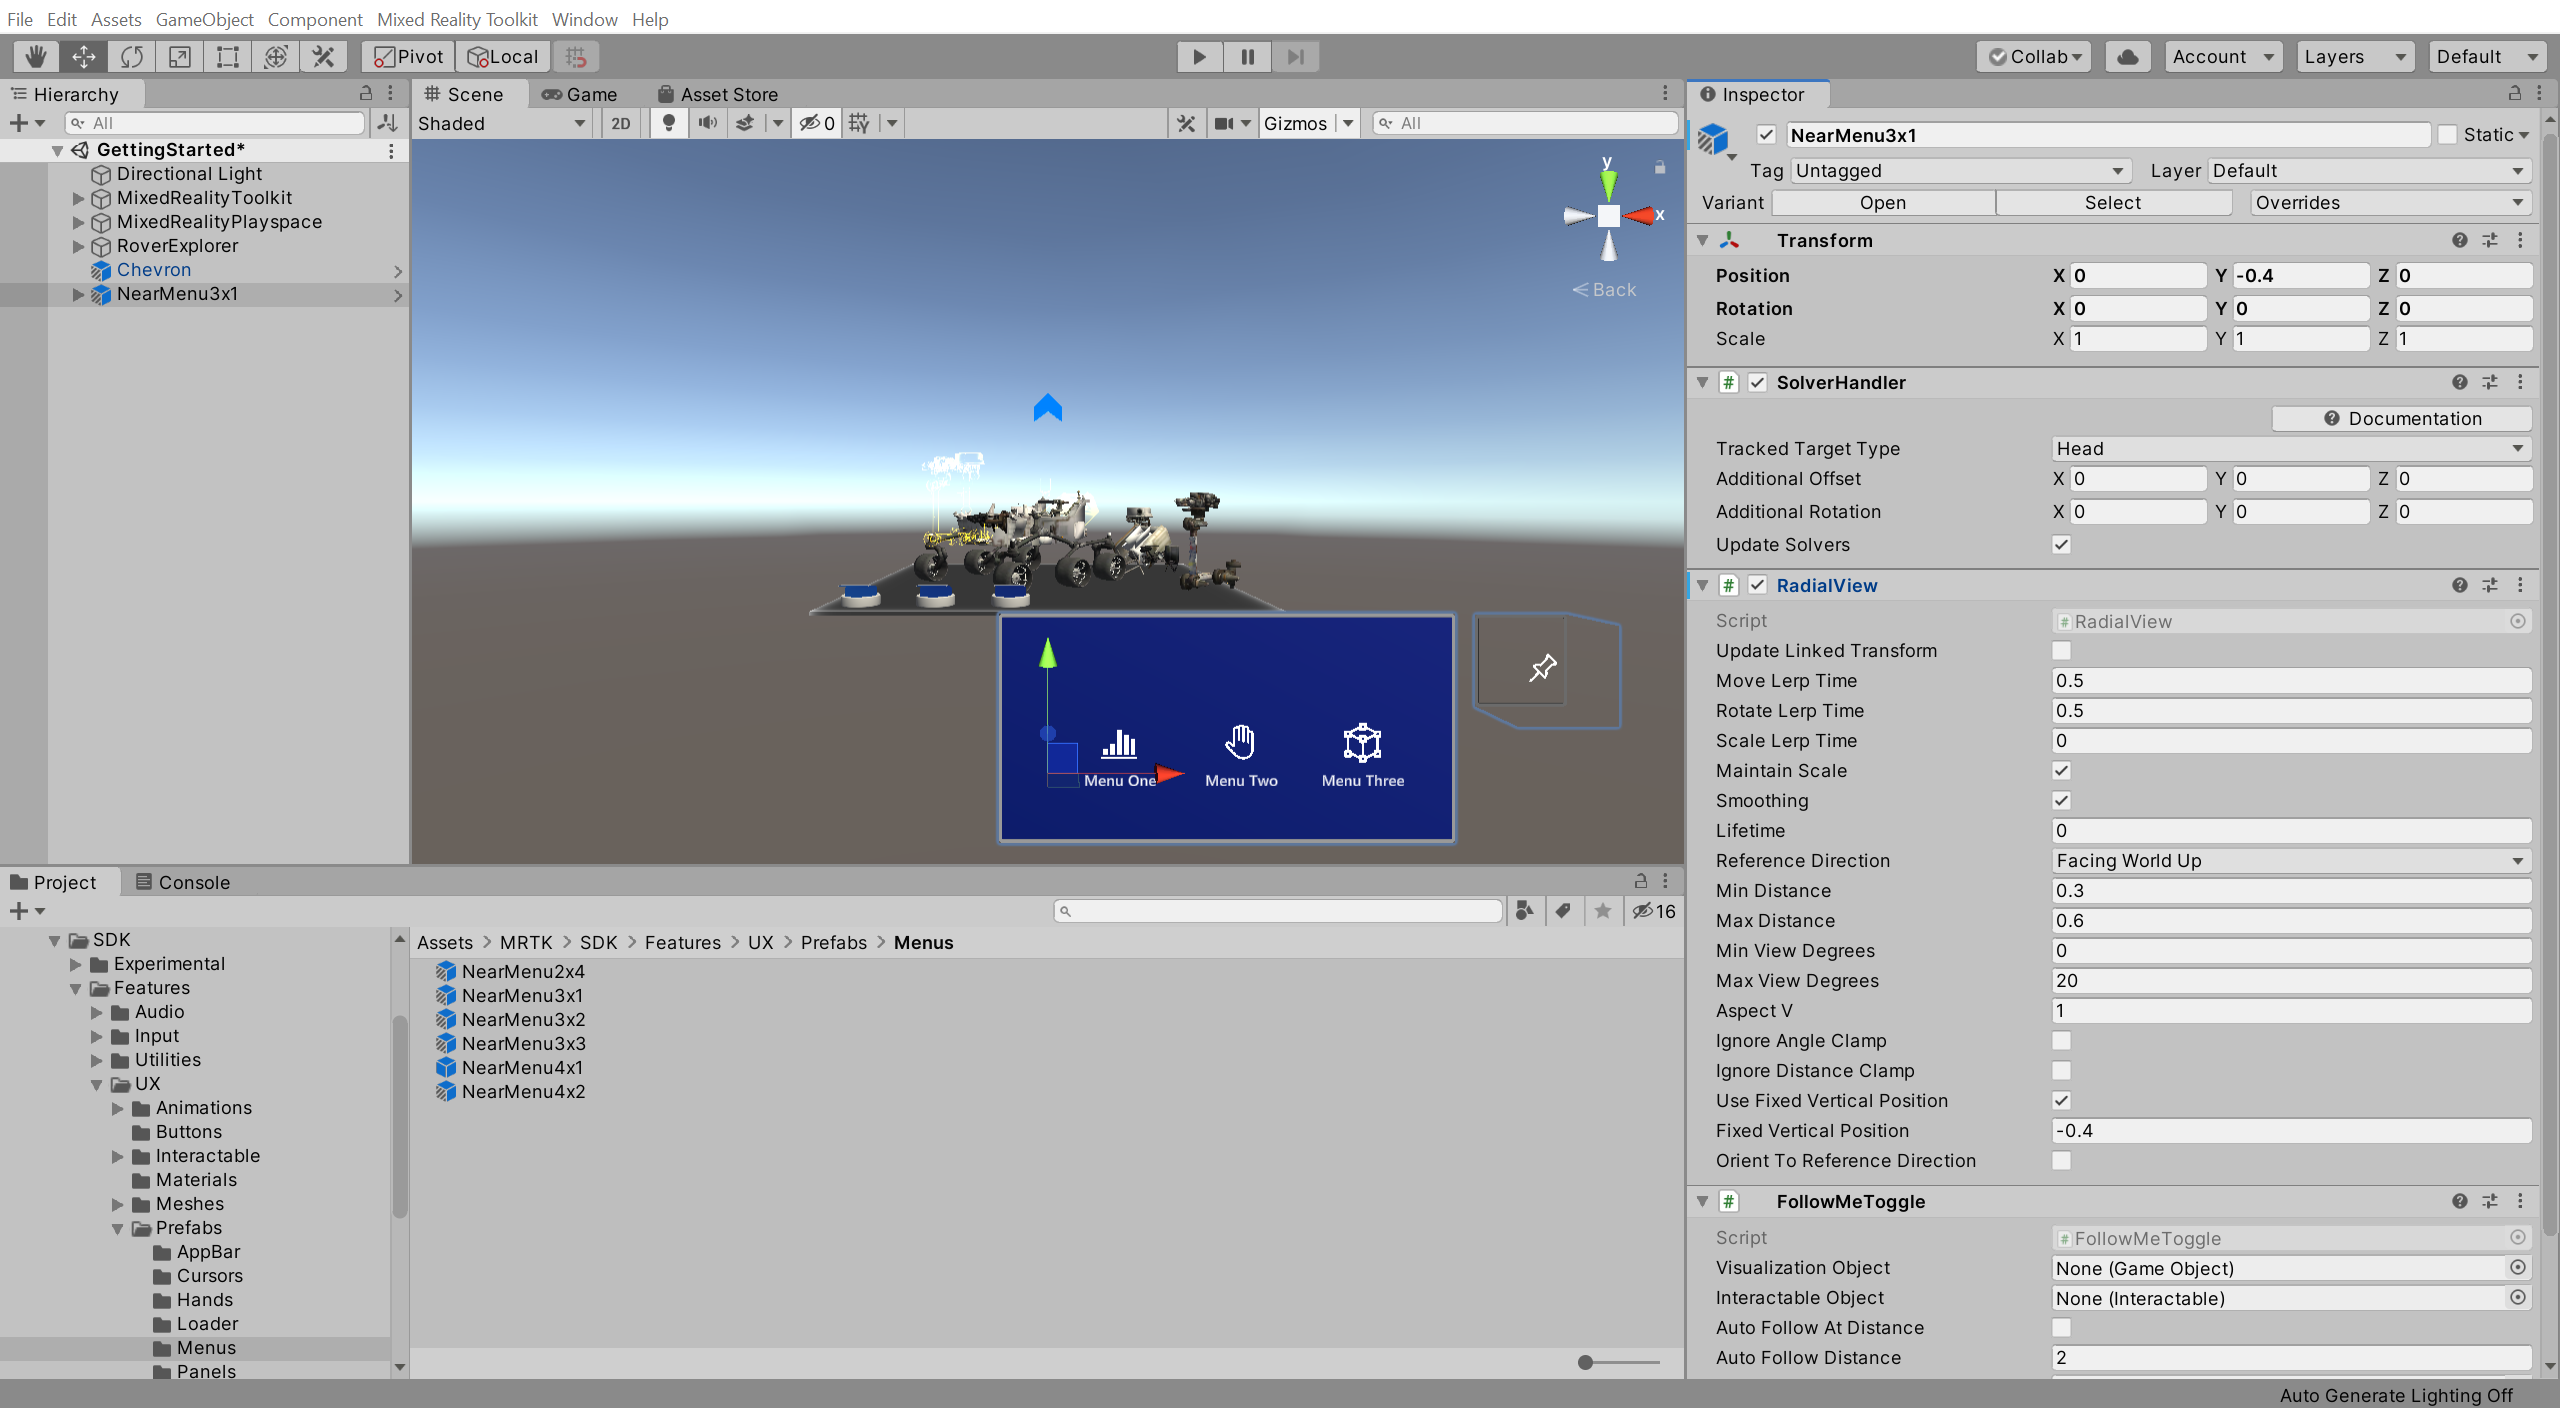 File Edit Assets GameObject Component Mixed Reality Toolkit Window Help
Pivot Local Collab Account Layers Default
Hierarchy
All
GettingStarted*
Directional Light
MixedRealityToolkit
MixedRealityPlayspace
RoverExplorer
Chevron
NearMenu3x1
Scene Game Asset Store
Shaded 2D 0 Gizmos All
y
x
Back
Menu One Menu Two Menu Three
Project Console
16
SDK
Experimental
Features
Audio
Input
Utilities
UX
Animations
Buttons
Interactable
Materials
Meshes
Prefabs
AppBar
Cursors
Hands
Loader
Menus
Panels
Assets > MRTK > SDK > Features > UX > Prefabs > Menus
NearMenu2x4
NearMenu3x1
NearMenu3x2
NearMenu3x3
NearMenu4x1
NearMenu4x2
Inspector
NearMenu3x1 Static
Tag Untagged Layer Default
Variant Open Select Overrides
Transform
Position X 0 Y -0.4 Z 0
Rotation X 0 Y 0 Z 0
Scale X 1 Y 1 Z 1
# SolverHandler
Documentation
Tracked Target Type Head
Additional Offset X 0 Y 0 Z 0
Additional Rotation X 0 Y 0 Z 0
Update Solvers
# RadialView
Script # RadialView
Update Linked Transform
Move Lerp Time 0.5
Rotate Lerp Time 0.5
Scale Lerp Time 0
Maintain Scale
Smoothing
Lifetime 0
Reference Direction Facing World Up
Min Distance 0.3
Max Distance 0.6
Min View Degrees 0
Max View Degrees 20
Aspect V 1
Ignore Angle Clamp
Ignore Distance Clamp
Use Fixed Vertical Position
Fixed Vertical Position -0.4
Orient To Reference Direction
# FollowMeToggle
Script # FollowMeToggle
Visualization Object None (Game Object)
Interactable Object None (Interactable)
Auto Follow At Distance
Auto Follow Distance 2
Auto Generate Lighting Off